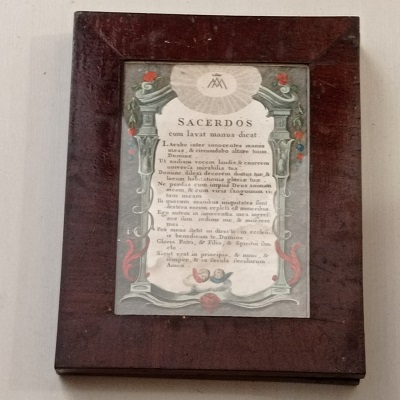 SACERDOS
cum lavat manus dicat
Lavabo inter innocentes manus
meas, & circumdabo altare tuum
Domine
Ut audiam vocem laudis & enarrem
universa mirabilia tua
Domine dilexi decorem domus tuæ, &
locum habitationis gloriæ tuæ
Ne perdas cum impiis Deus animam
meam, & cum viris sanguinum vi-
tam meam
In quorum manibus iniquitates sunt
dextera eorum repleta est muneribus
Ego autem in innocentia mea ingres-
sus sum redime me, & miserere
mei
Pes meus stetit in directo in eccles
benedicam te Domine
Gloria Patri, & Filio, & Spiritui San
cto
Sicut erat in principio, & nunc, &
semper, & in sæcula sæculorum
Amen